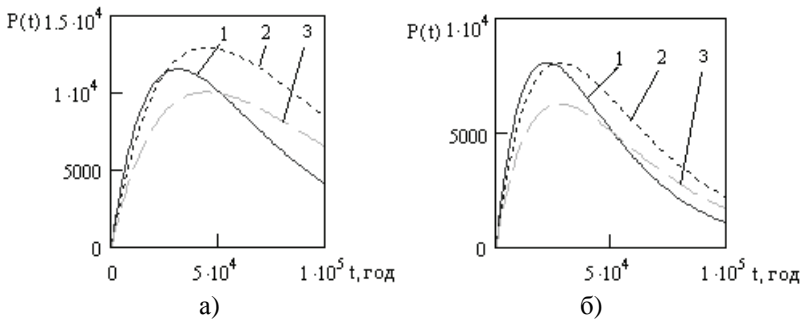 P(t) 1.5·10⁴
1
2
3
1·10⁴
5000
0
0
5·10⁴
1·10⁵ t, год
а)
P(t) 1·10⁴
1
2
3
5000
0
5·10⁴
1·10⁵ t, год
б)